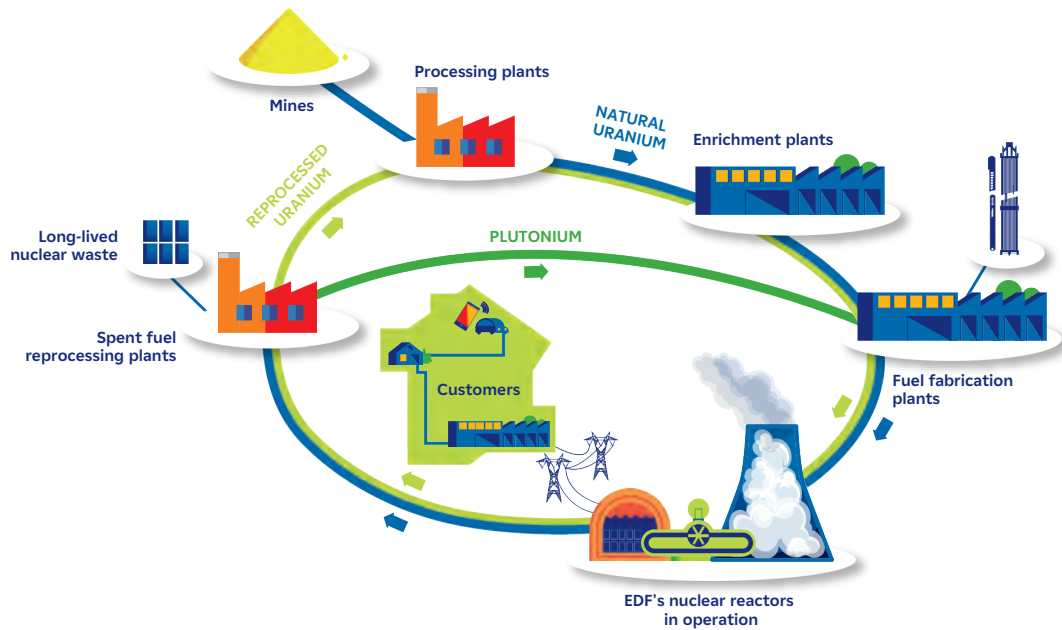 Processing plants
Mines
NATURAL
URANIUM
Enrichment plants
REPROCESSED
URANIUM
Long-lived
nuclear waste
PLUTONIUM
Spent fuel
reprocessing plants
Customers
Fuel fabrication
plants
EDF's nuclear reactors
in operation